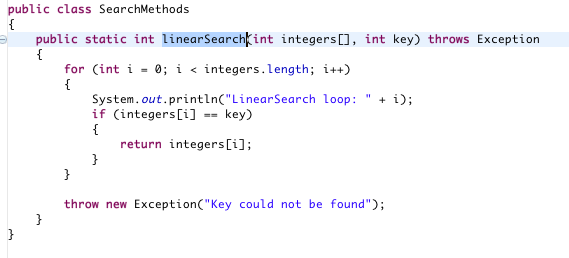 public class SearchMethods
{
    public static int linearSearch(int integers[], int key) throws Exception
    {
        for (int i = 0; i < integers.length; i++)
        {
            System.out.println("LinearSearch loop: " + i);
            if (integers[i] == key)
            {
                return integers[i];
            }
        }

        throw new Exception("Key could not be found");
    }
}